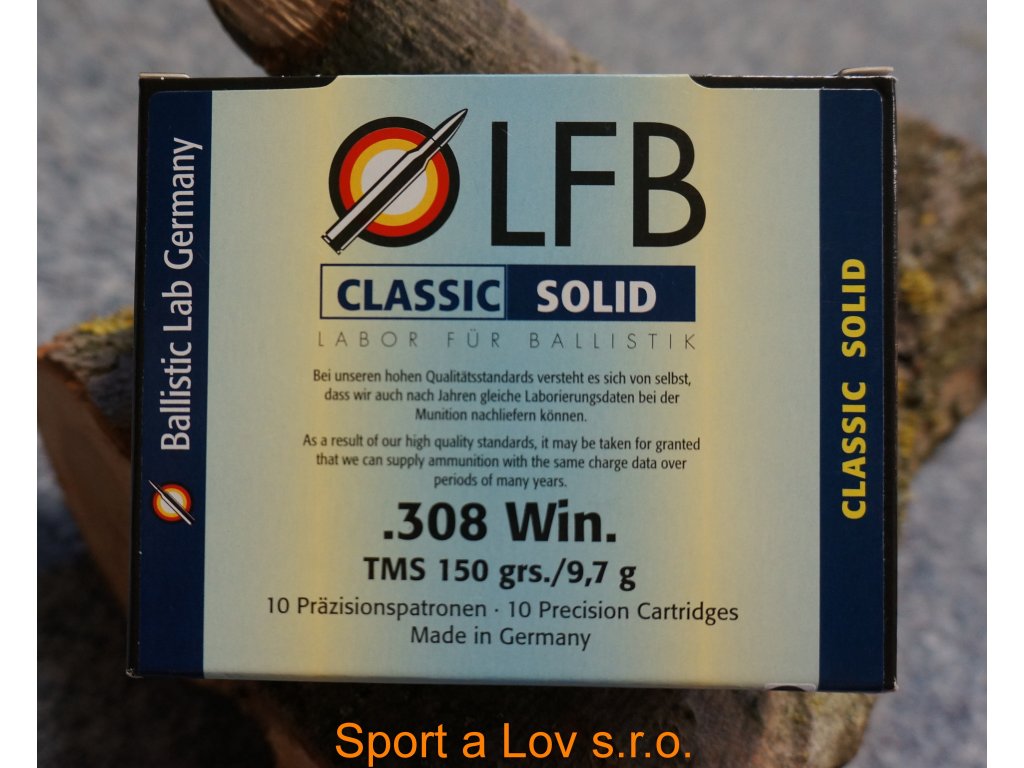 LFB
CLASSIC SOLID
LABOR FÜR BALLISTIK
Bei unseren hohen Qualitätsstandards versteht es sich von selbst,
dass wir auch nach Jahren gleiche Laborierungsdaten bei der
Munition nachliefern können.
As a result of our high quality standards, it may be taken for granted
that we can supply ammunition with the same charge data over
periods of many years.
.308 Win.
TMS 150 grs./9,7 g
10 Präzisionspatronen · 10 Precision Cartridges
Made in Germany
Ballistic Lab Germany
CLASSIC SOLID
Sport a Lov s.r.o.